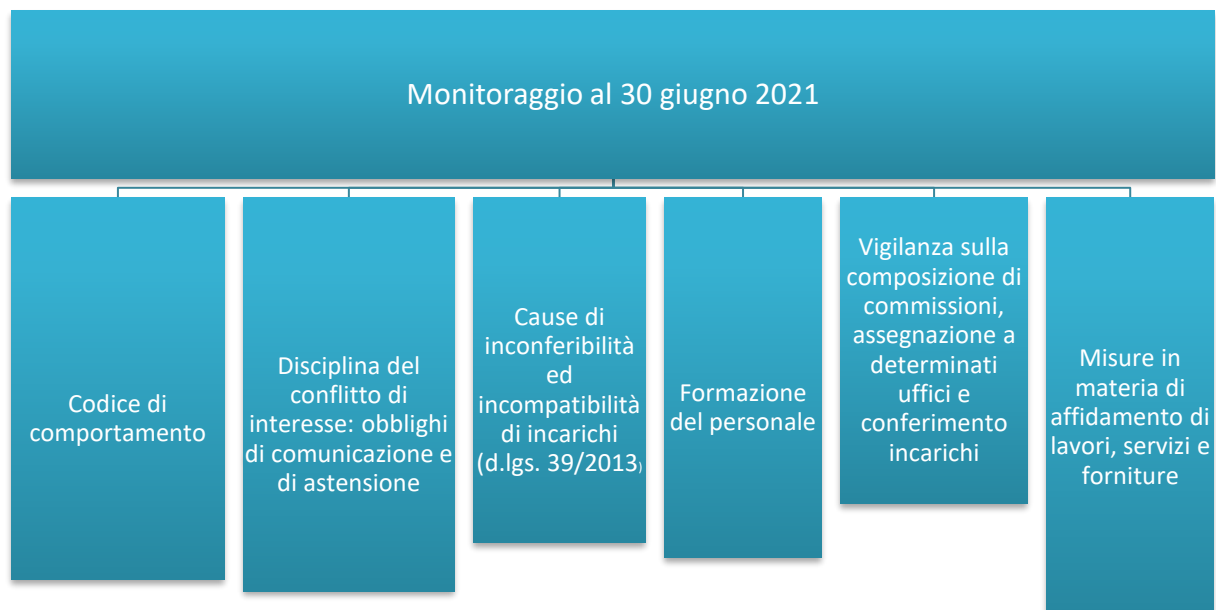 Monitoraggio al 30 giugno 2021
Codice di
comportamento
Disciplina del
conflitto di
interesse: obblighi
di comunicazione e
di astensione
Cause di
inconferibilità
ed
incompatibilità
di incarichi
(d.lgs. 39/2013)
Formazione
del personale
Vigilanza sulla
composizione di
commissioni,
assegnazione a
determinati
uffici e
conferimento
incarichi
Misure in
materia di
affidamento di
lavori, servizi e
forniture